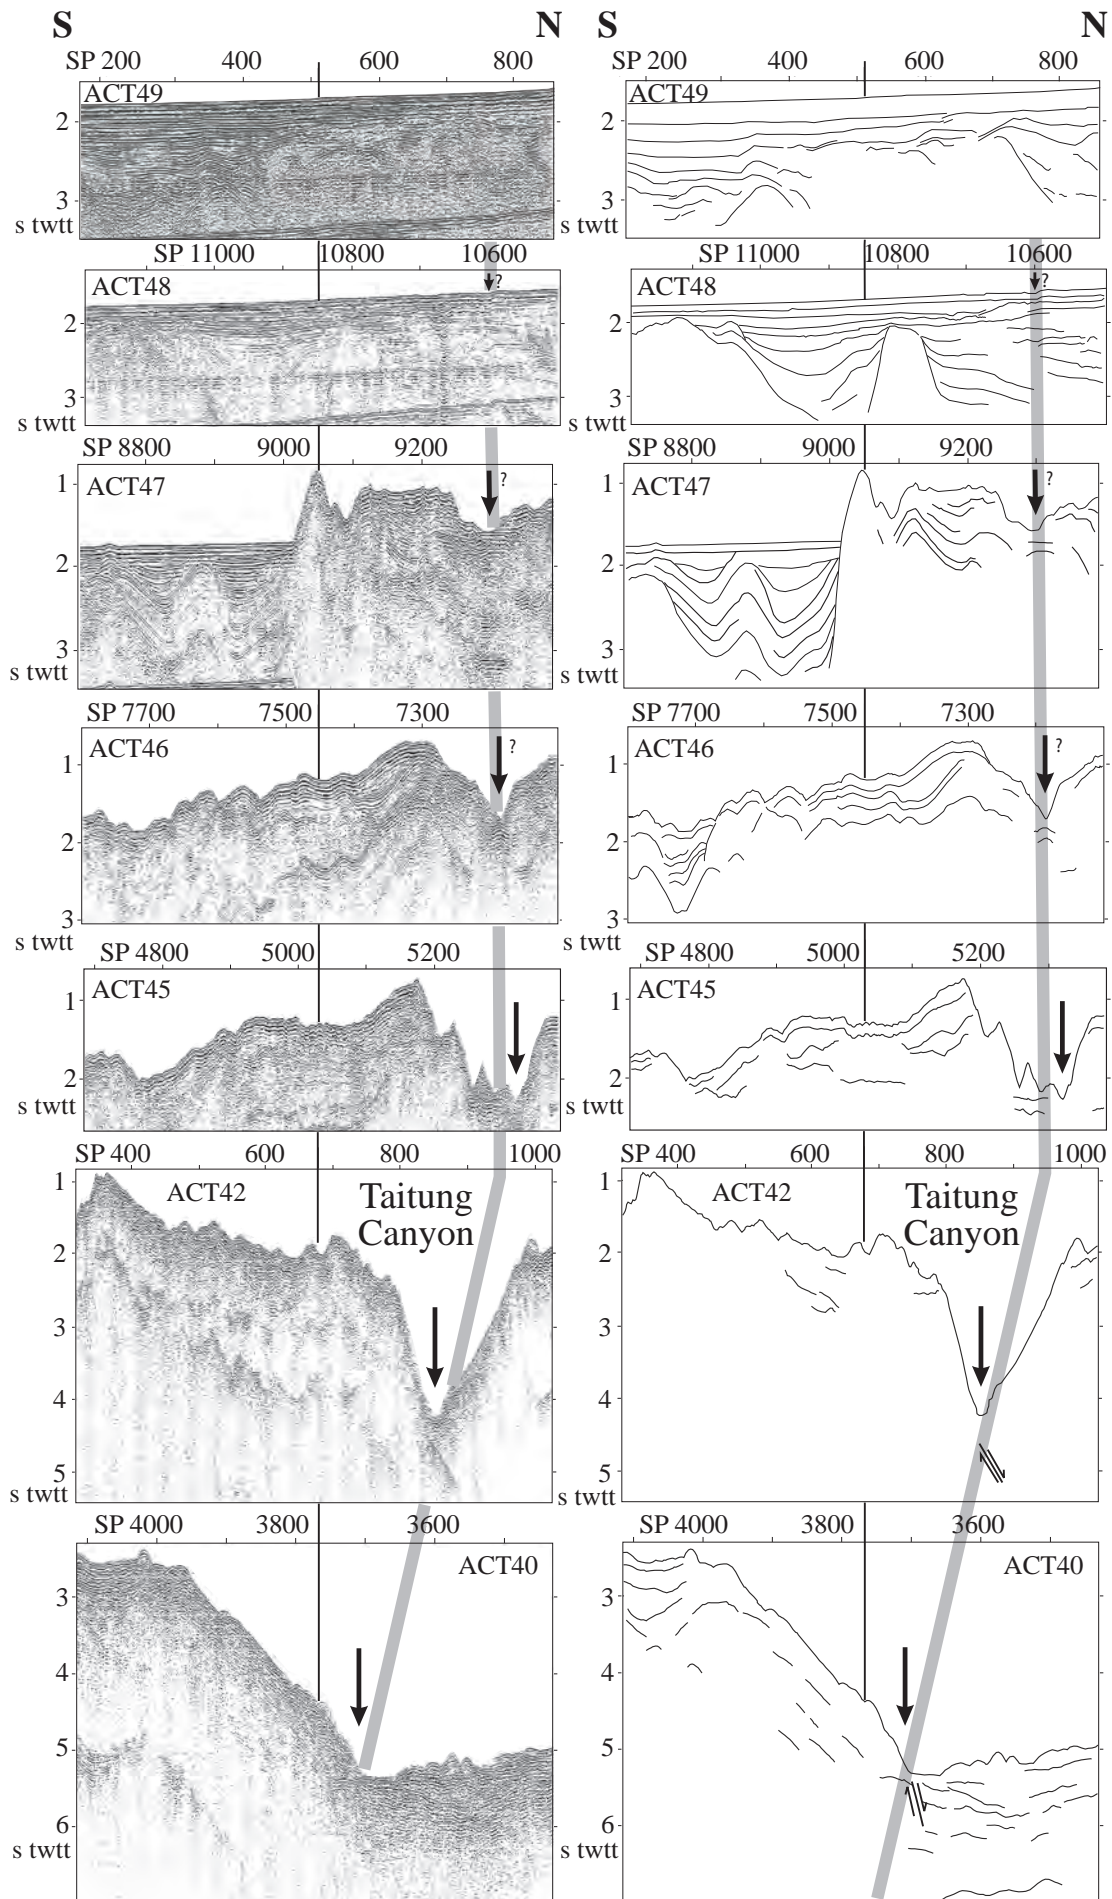 S N S N
SP 200 400 600 800 SP 200 400 600 800
ACT49 ACT49
2 2
3 3
s twtt s twtt
SP 11000 10800 10600 SP 11000 10800 10600
ACT48 ? ACT48 ?
2 2
3 3
s twtt s twtt
SP 8800 9000 9200 SP 8800 9000 9200
1 ACT47 ? 1 ACT47 ?
2 2
3 3
s twtt s twtt
SP 7700 7500 7300 SP 7700 7500 7300
ACT46 ? ACT46 ?
1 1
2 2
3 3
s twtt s twtt
SP 4800 5000 5200 SP 4800 5000 5200
1 ACT45 1 ACT45
2 2
s twtt s twtt
SP 400 600 800 1000 SP 400 600 800 1000
1 ACT42 Taitung 1 ACT42 Taitung
Canyon Canyon
2 2
3 3
4 4
5 5
s twtt s twtt
SP 4000 3800 3600 SP 4000 3800 3600
ACT40 ACT40
3 3
4 4
5 5
6 6
s twtt s twtt